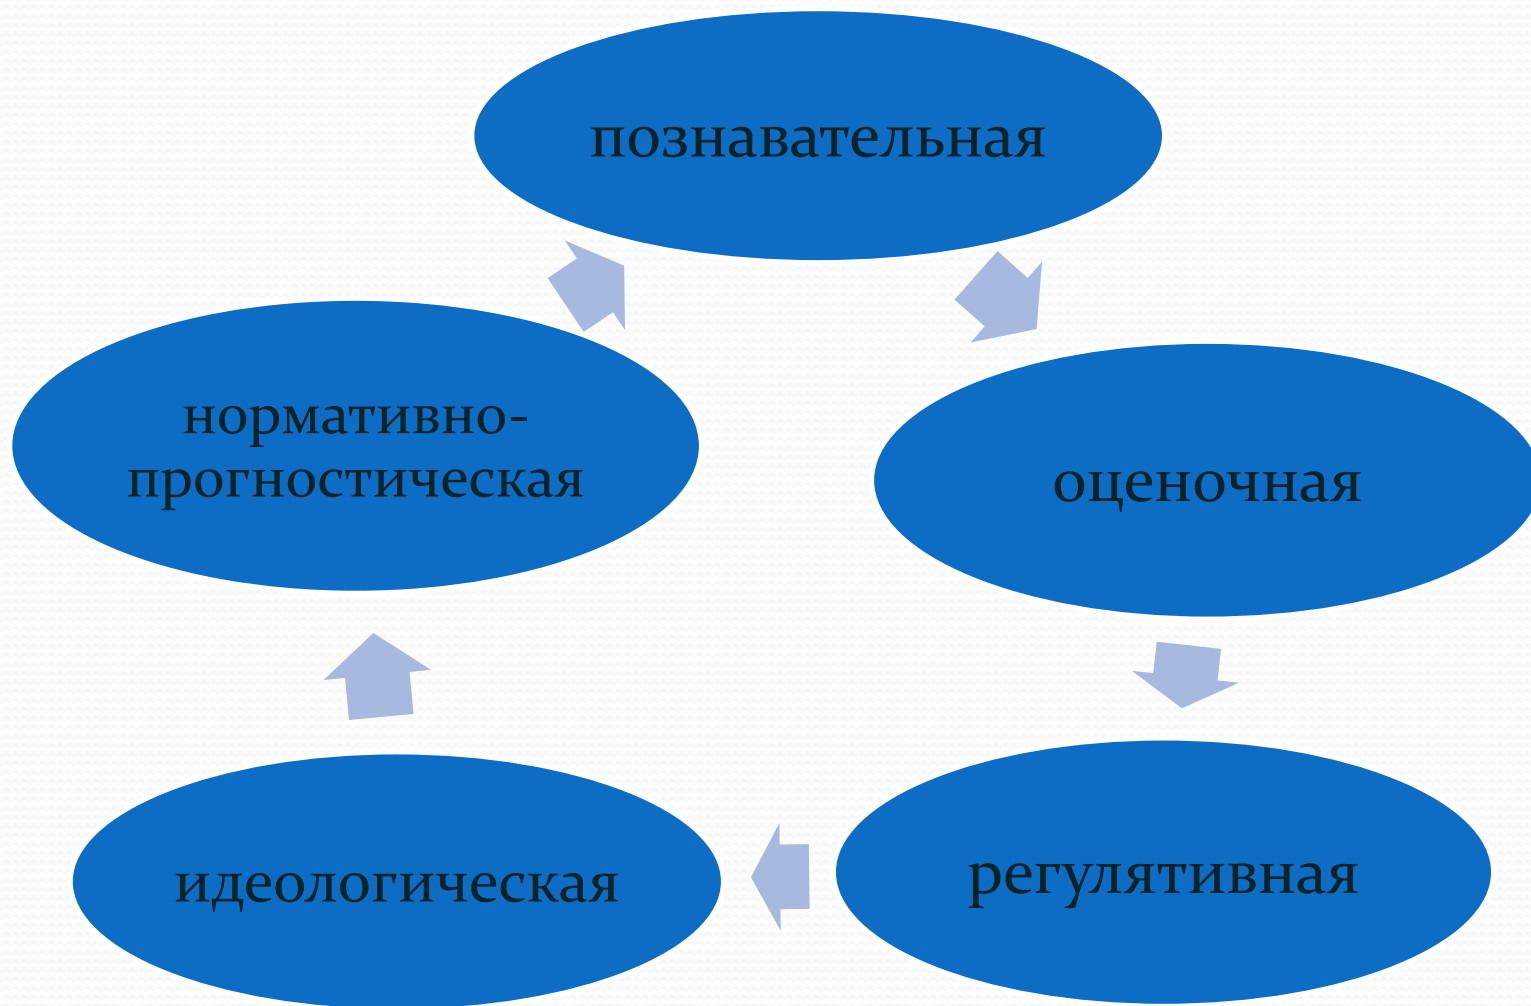 познавательная
оценочная
регулятивная
идеологическая
нормативно-
прогностическая